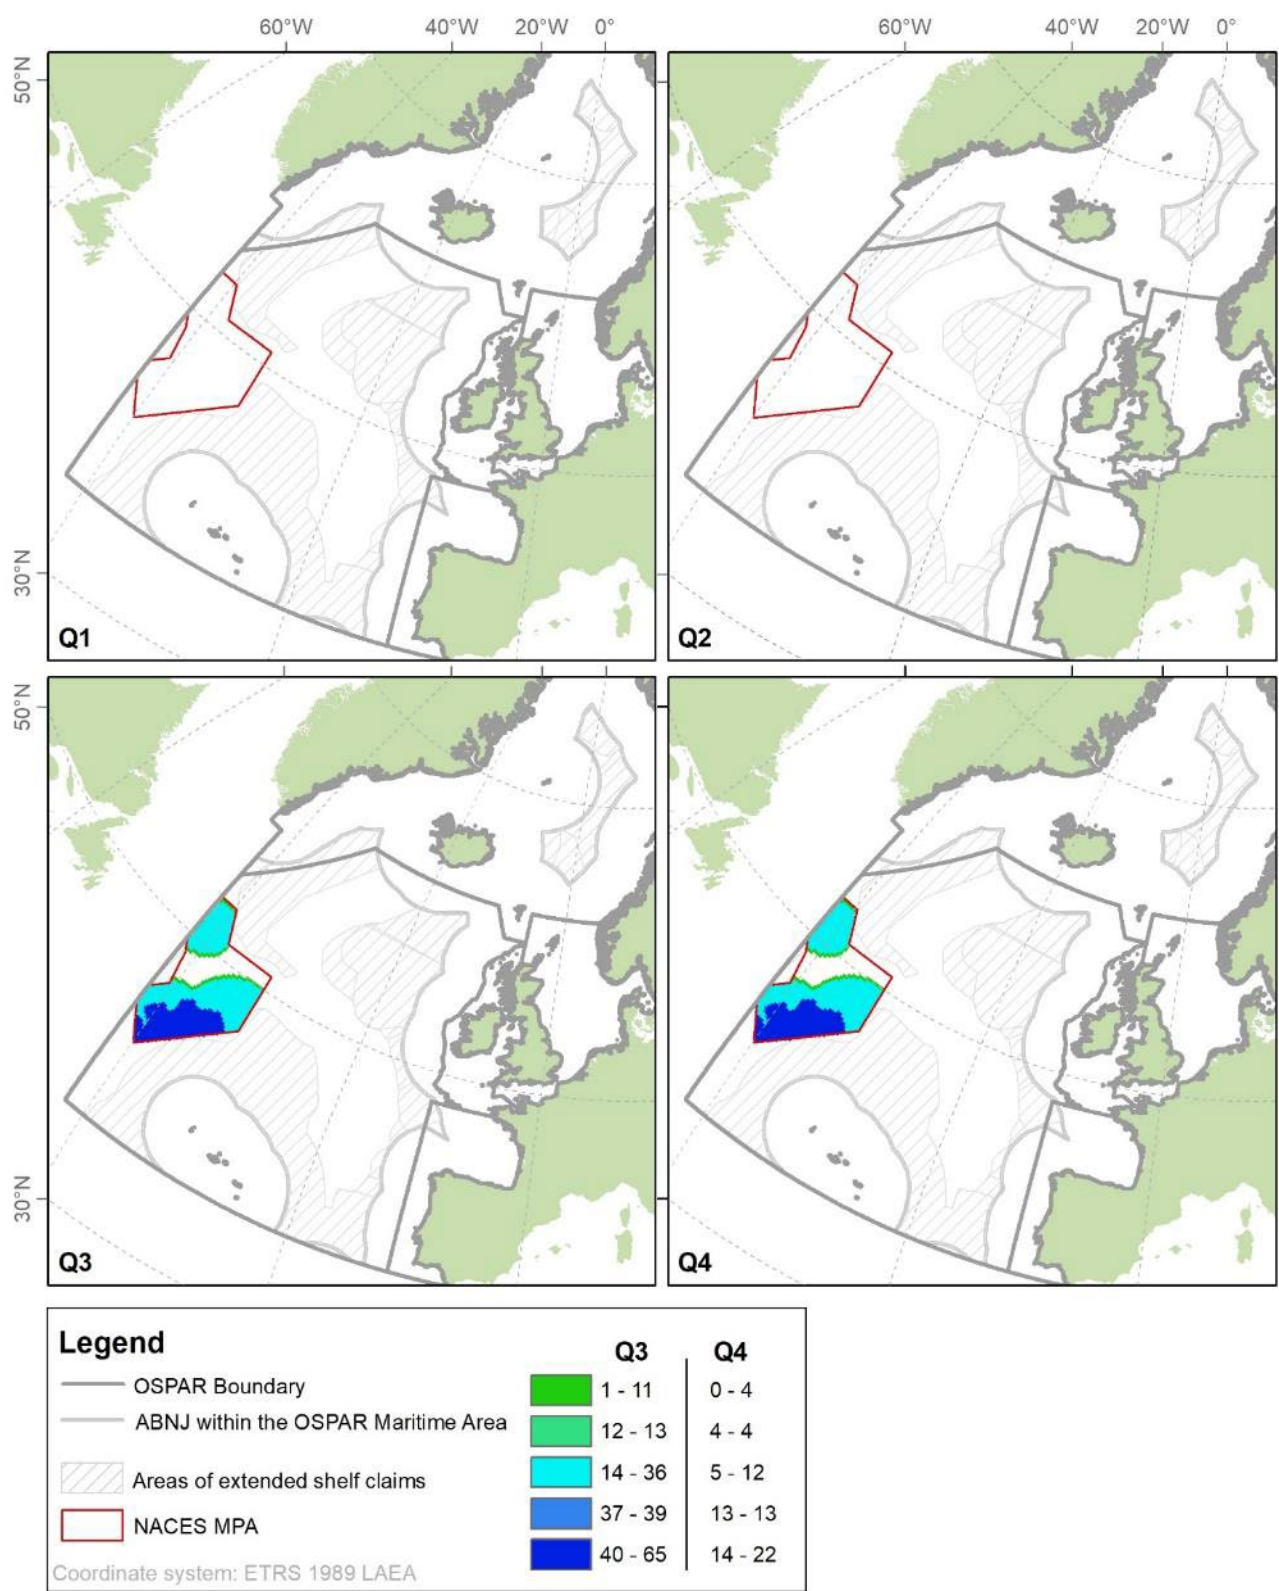 60°W 40°W 20°W 0° 60°W 40°W 20°W 0°
50°N
30°N
Q1 Q2
50°N
30°N
Q3 Q4
Legend
OSPAR Boundary
ABNJ within the OSPAR Maritime Area
Areas of extended shelf claims
NACES MPA
Coordinate system: ETRS 1989 LAEA
Q3 Q4
1 - 11 0 - 4
12 - 13 4 - 4
14 - 36 5 - 12
37 - 39 13 - 13
40 - 65 14 - 22